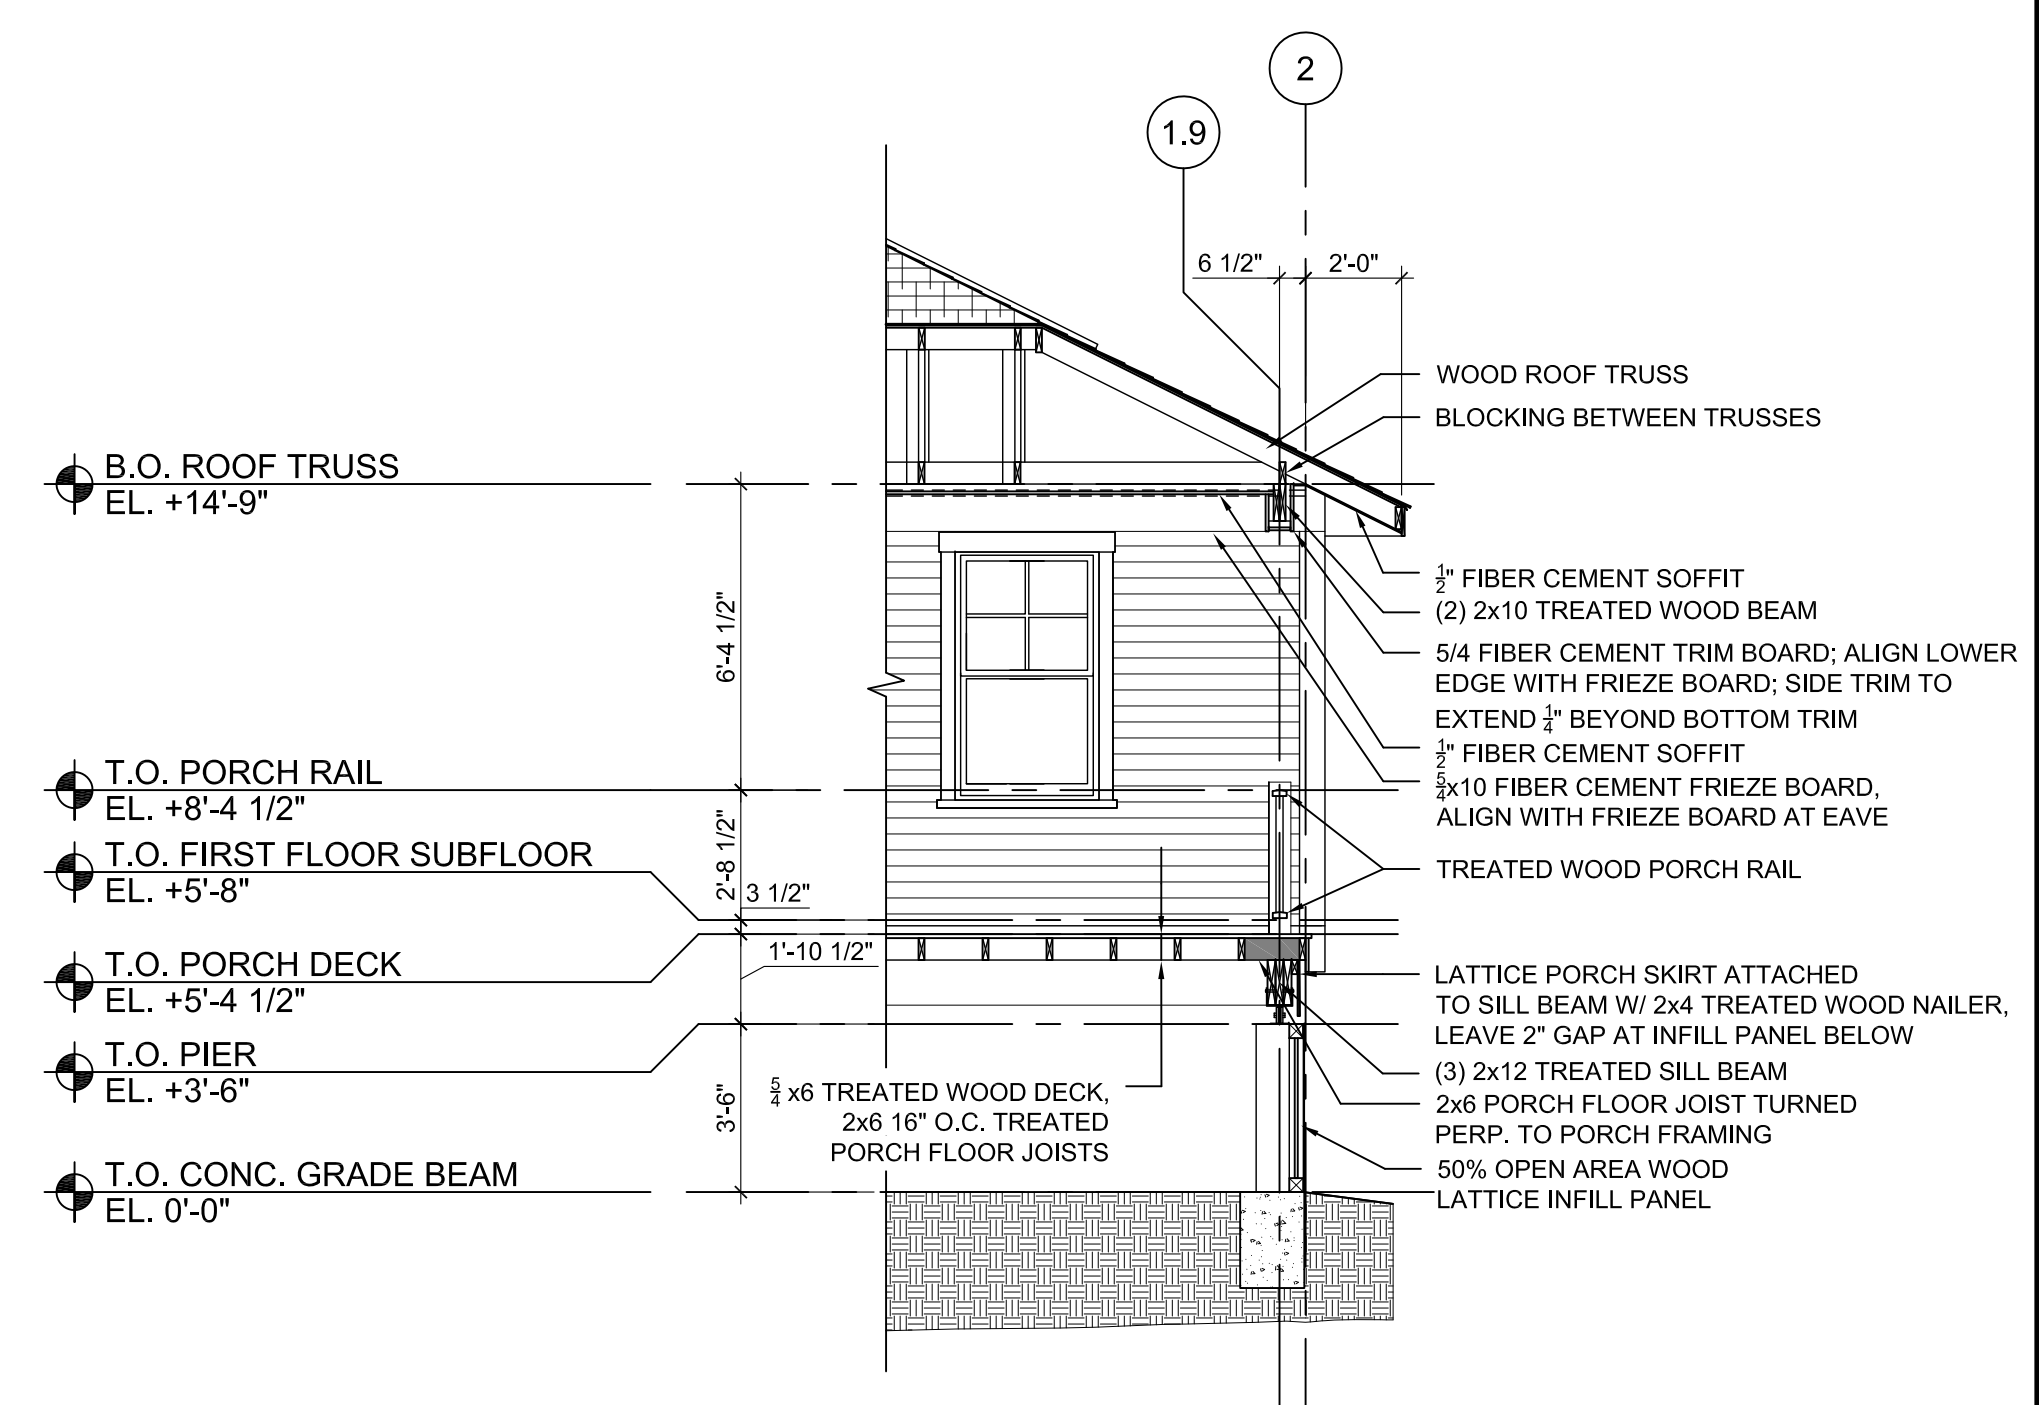 2
1.9
6 1/2"
2'-0"
WOOD ROOF TRUSS
BLOCKING BETWEEN TRUSSES
B.O. ROOF TRUSS
EL. +14'-9"
½" FIBER CEMENT SOFFIT
(2) 2x10 TREATED WOOD BEAM
5/4 FIBER CEMENT TRIM BOARD; ALIGN LOWER
EDGE WITH FRIEZE BOARD; SIDE TRIM TO
EXTEND ¼" BEYOND BOTTOM TRIM
½" FIBER CEMENT SOFFIT
5/4x10 FIBER CEMENT FRIEZE BOARD,
ALIGN WITH FRIEZE BOARD AT EAVE
6'-4 1/2"
T.O. PORCH RAIL
EL. +8'-4 1/2"
T.O. FIRST FLOOR SUBFLOOR
EL. +5'-8"
2'-8 1/2"
3 1/2"
TREATED WOOD PORCH RAIL
1'-10 1/2"
T.O. PORCH DECK
EL. +5'-4 1/2"
LATTICE PORCH SKIRT ATTACHED
TO SILL BEAM W/ 2x4 TREATED WOOD NAILER,
LEAVE 2" GAP AT INFILL PANEL BELOW
T.O. PIER
EL. +3'-6"
3'-6"
5/4 x6 TREATED WOOD DECK,
2x6 16" O.C. TREATED
PORCH FLOOR JOISTS
(3) 2x12 TREATED SILL BEAM
2x6 PORCH FLOOR JOIST TURNED
PERP. TO PORCH FRAMING
50% OPEN AREA WOOD
LATTICE INFILL PANEL
T.O. CONC. GRADE BEAM
EL. 0'-0"